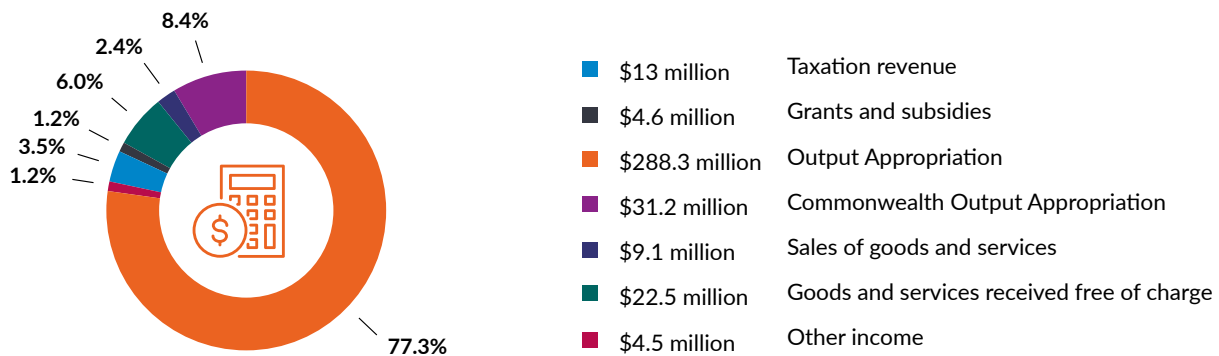 8.4%
2.4%
6.0%
1.2%
3.5%
1.2%
77.3%
$
$13 million Taxation revenue
$4.6 million Grants and subsidies
$288.3 million Output Appropriation
$31.2 million Commonwealth Output Appropriation
$9.1 million Sales of goods and services
$22.5 million Goods and services received free of charge
$4.5 million Other income